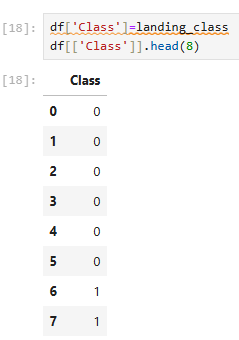 [18]: df['Class']=landing_class
df[['Class']].head(8)
[18]: Class
0 0
1 0
2 0
3 0
4 0
5 0
6 1
7 1